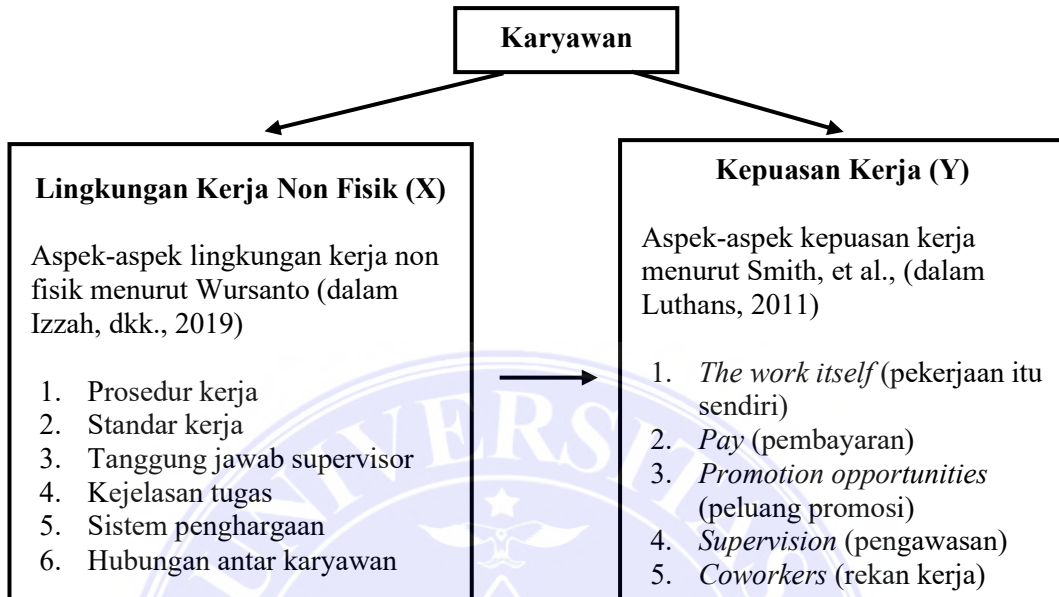 Karyawan
Lingkungan Kerja Non Fisik (X)
Aspek-aspek lingkungan kerja non
fisik menurut Wursanto (dalam
Izzah, dkk., 2019)
1. Prosedur kerja
2. Standar kerja
3. Tanggung jawab supervisor
4. Kejelasan tugas
5. Sistem penghargaan
6. Hubungan antar karyawan
Kepuasan Kerja (Y)
Aspek-aspek kepuasan kerja
menurut Smith, et al., (dalam
Luthans, 2011)
1. The work itself (pekerjaan itu
sendiri)
2. Pay (pembayaran)
3. Promotion opportunities
(peluang promosi)
4. Supervision (pengawasan)
5. Coworkers (rekan kerja)
UNIVERSITAS